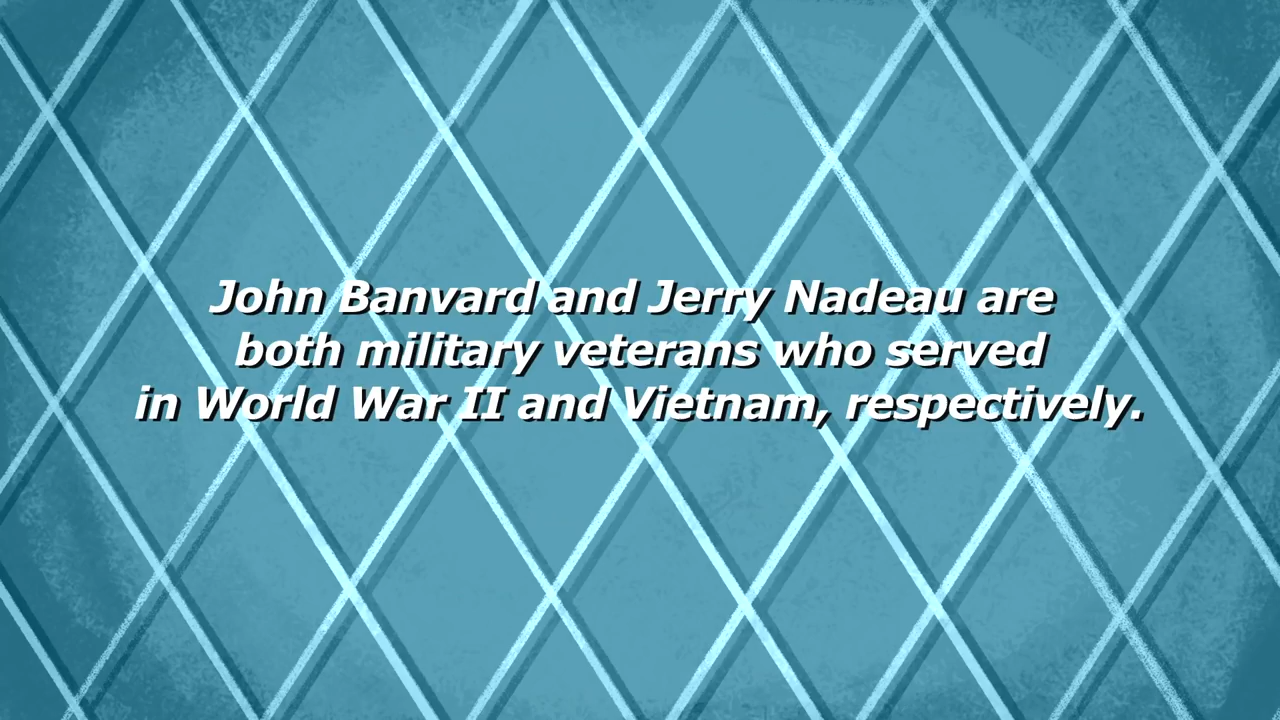 John Banvard and Jerry Nadeau are
both military veterans who served
in World War II and Vietnam, respectively.